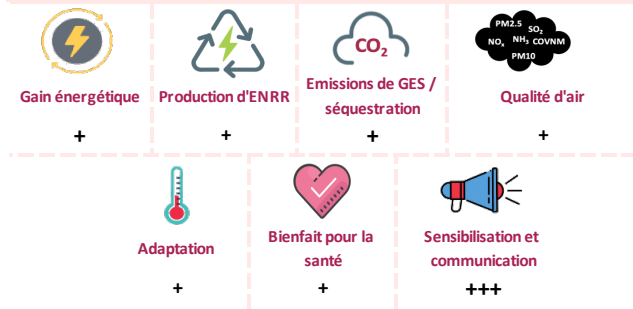 CO₂
PM2.5
SO₂
NOₓ
NH₃
COVNM
PM10
Gain énergétique
Production d'ENRR
Emissions de GES /
séquestration
Qualité d'air
+
+
+
+
Adaptation
Bienfait pour la
santé
Sensibilisation et
communication
+
+
+++